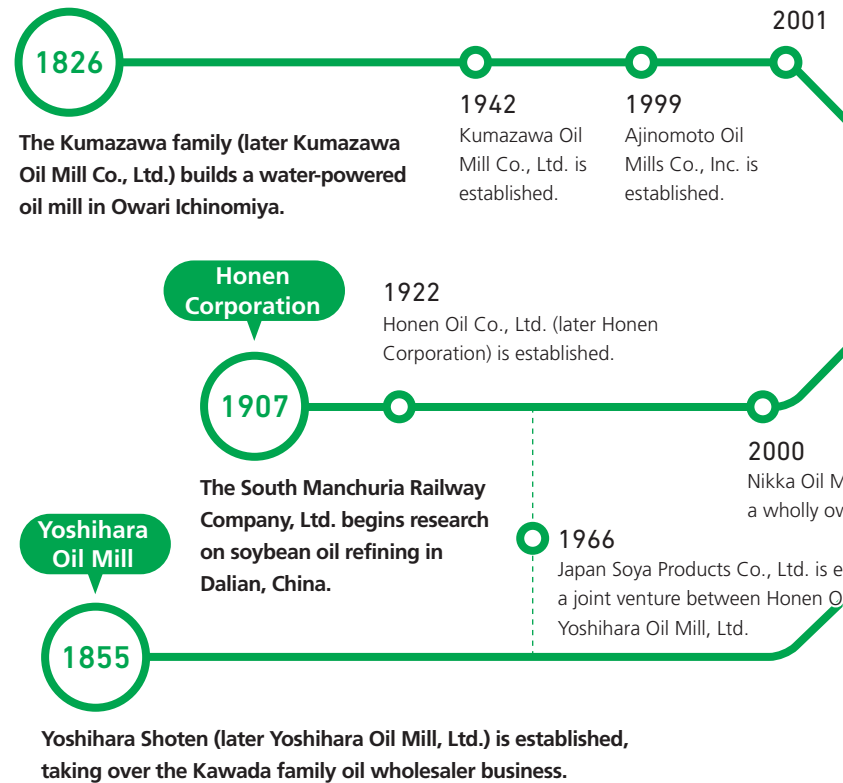 2001
1826
1942
Kumazawa Oil
Mill Co., Ltd. is
established.
1999
Ajinomoto Oil
Mills Co., Inc. is
established.
The Kumazawa family (later Kumazawa
Oil Mill Co., Ltd.) builds a water-powered
oil mill in Owari Ichinomiya.
Honen
Corporation
1922
Honen Oil Co., Ltd. (later Honen
Corporation) is established.
1907
The South Manchuria Railway
Company, Ltd. begins research
on soybean oil refining in
Dalian, China.
2000
Nikka Oil M
a wholly ow
1966
Japan Soya Products Co., Ltd. is e
a joint venture between Honen O
Yoshihara Oil Mill, Ltd.
Yoshihara
Oil Mill
1855
Yoshihara Shoten (later Yoshihara Oil Mill, Ltd.) is established,
taking over the Kawada family oil wholesaler business.